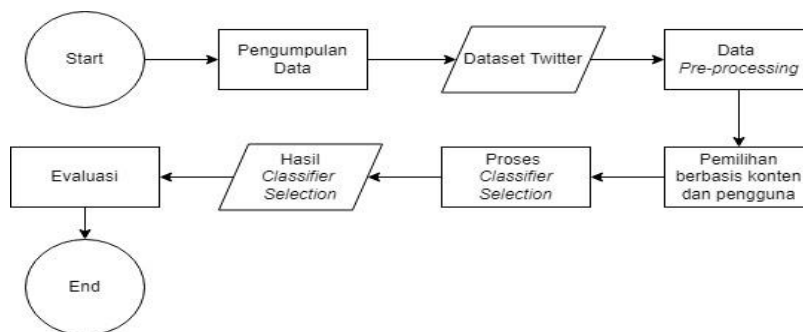 Start
Pengumpulan
Data
Dataset Twitter
Data
Pre-processing
Pemilihan
berbasis konten
dan pengguna
Proses
Classifier
Selection
Hasil
Classifier
Selection
Evaluasi
End